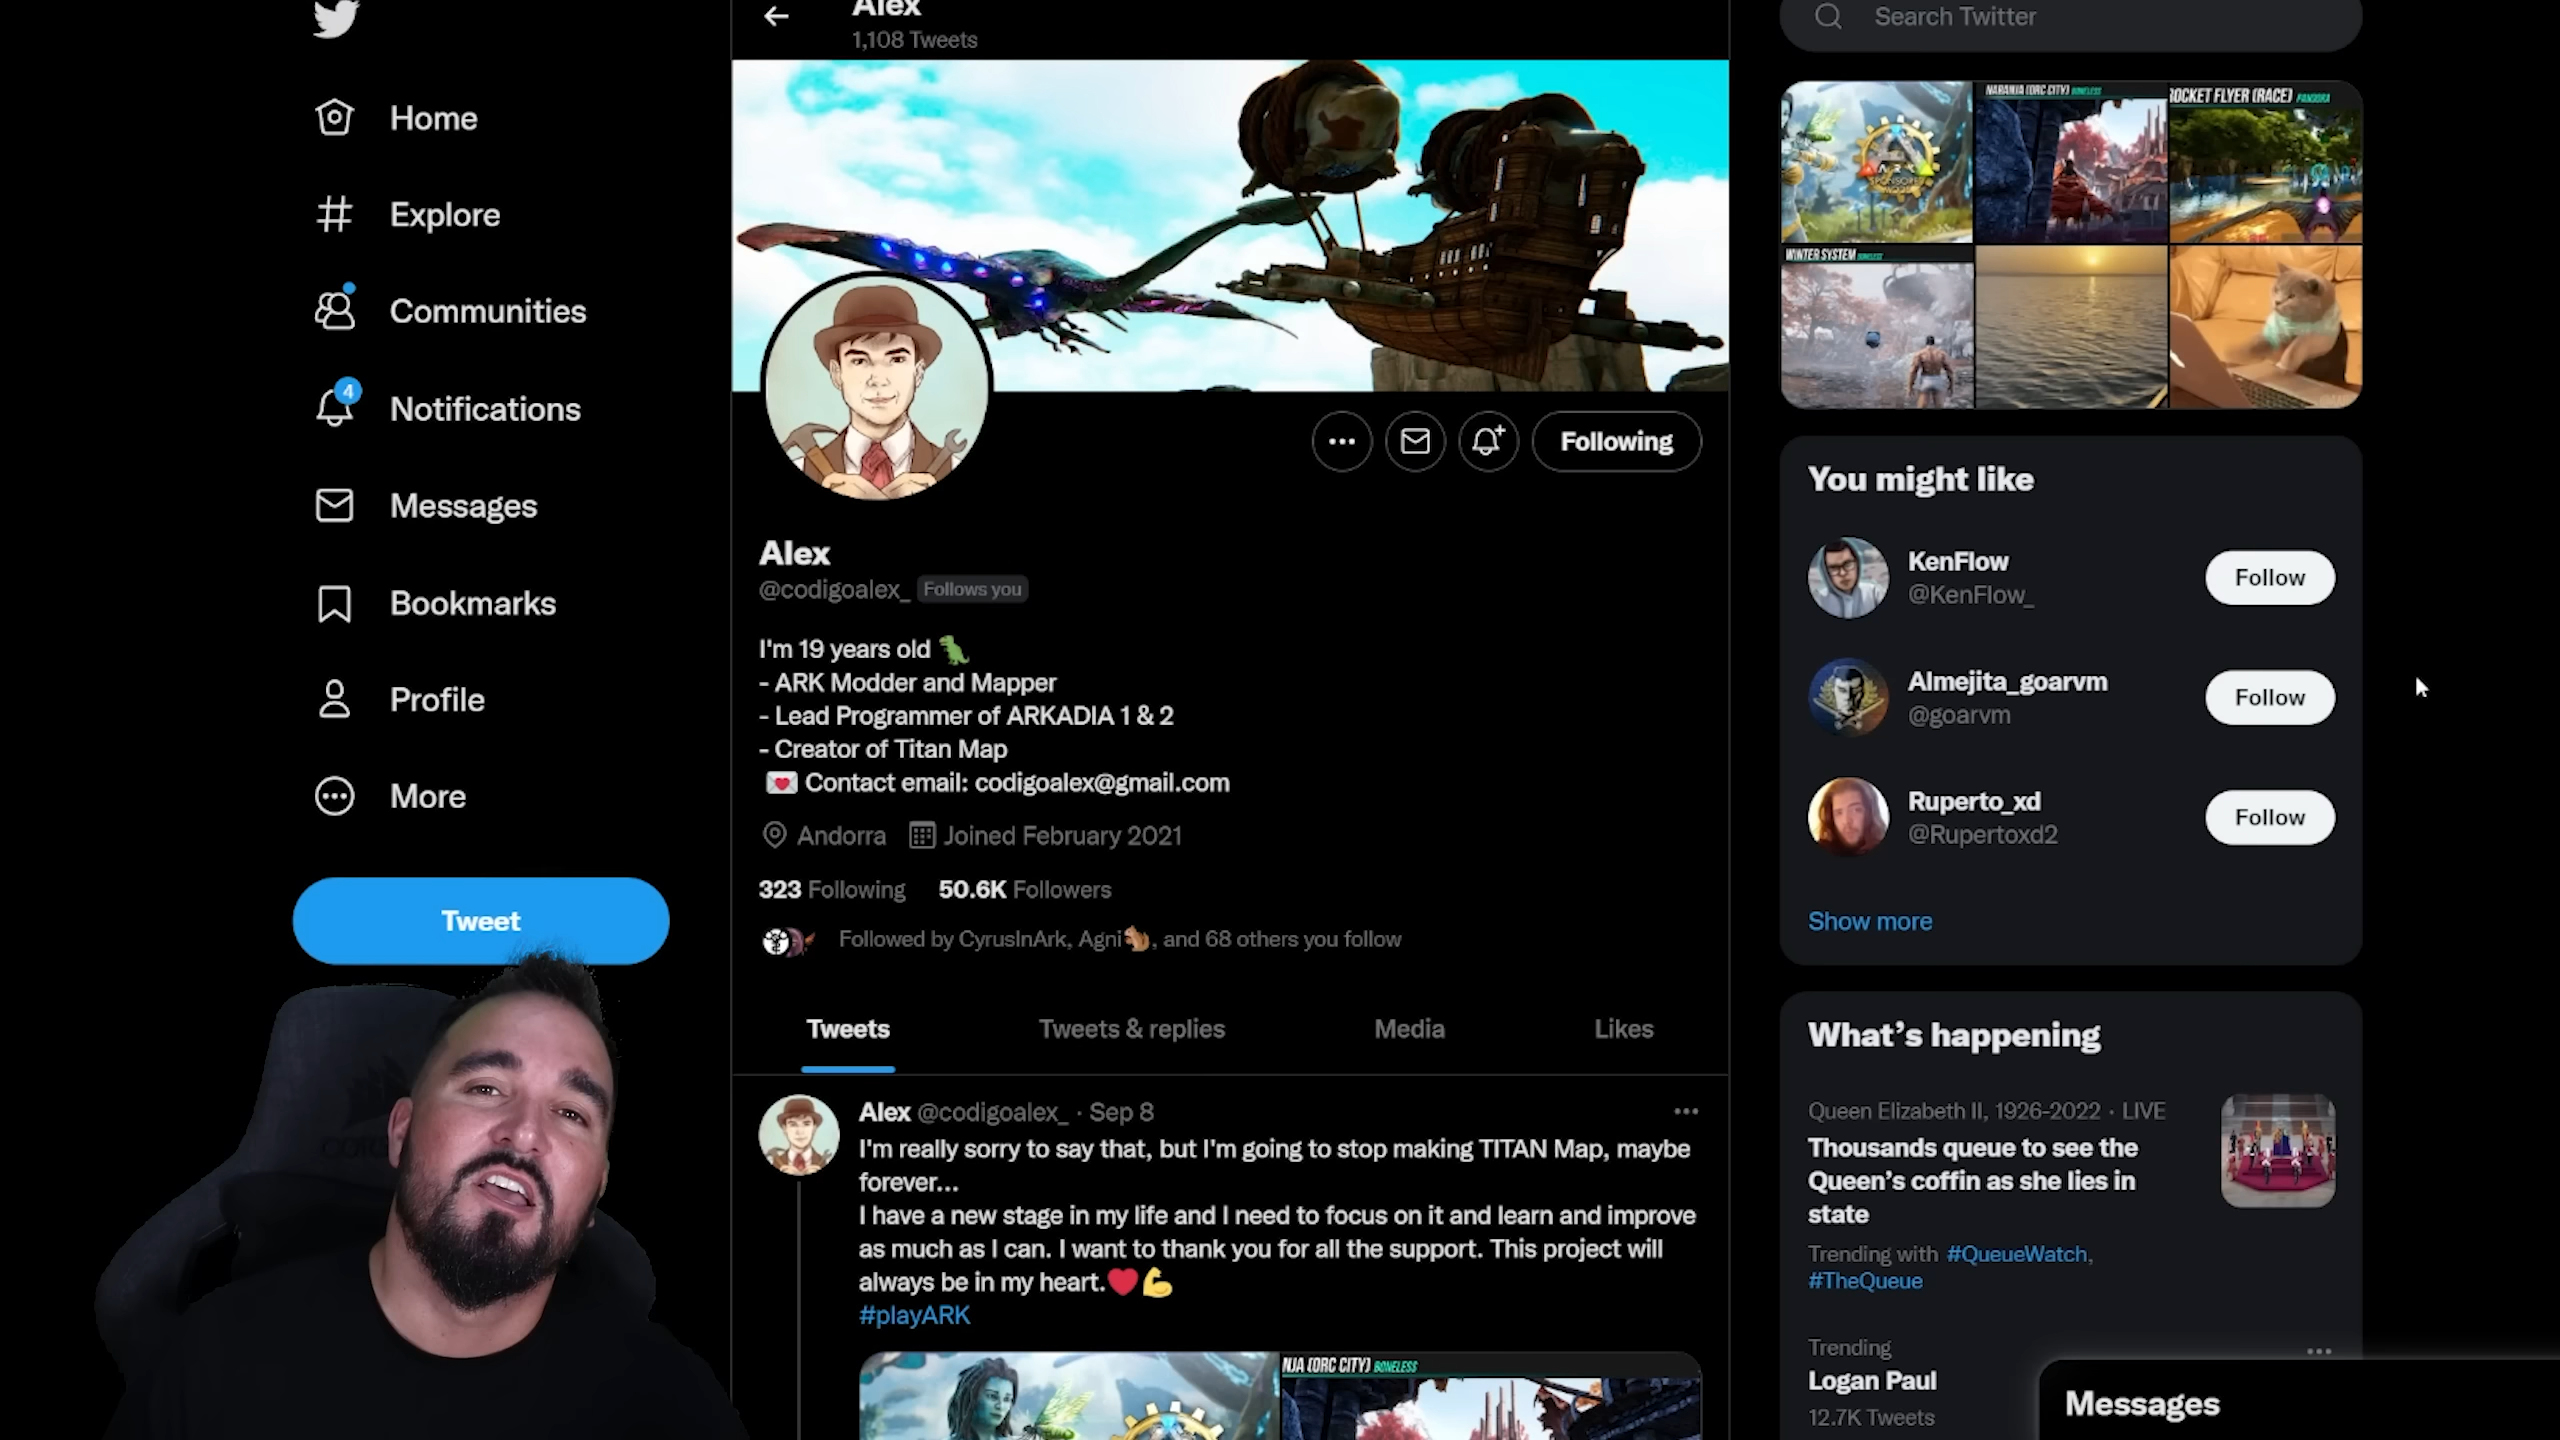 Home
Explore
Communities
4
Notifications
Messages
Bookmarks
Profile
More
Tweet
Alex
1,108 Tweets
Following
Alex
@codigoalex_ Follows you
I'm 19 years old 🦖
- ARK Modder and Mapper
- Lead Programmer of ARKADIA 1 & 2
- Creator of Titan Map
💌 Contact email: codigoalex@gmail.com
Andorra Joined February 2021
323 Following 50.6K Followers
Followed by CyrusInArk, Agni🐿️, and 68 others you follow
Tweets Tweets & replies Media Likes
Alex @codigoalex_ · Sep 8
I'm really sorry to say that, but I'm going to stop making TITAN Map, maybe
forever...
I have a new stage in my life and I need to focus on it and learn and improve
as much as I can. I want to thank you for all the support. This project will
always be in my heart.❤️💪
#playARK
NJA (ORC CITY) BONELESS
Search Twitter
ARK
SPONSORED
MODS
NARANJA (ORC CITY) BONELESS
ROCKET FLYER (RACE) PANDORA
WINTER SYSTEM BONELESS
You might like
KenFlow
@KenFlow_
Follow
Almejita_goarvm
@goarvm
Follow
Ruperto_xd
@Rupertoxd2
Follow
Show more
What's happening
Queen Elizabeth II, 1926-2022 · LIVE
Thousands queue to see the
Queen's coffin as she lies in
state
Trending with #QueueWatch,
#TheQueue
Trending
Logan Paul
12.7K Tweets
Messages